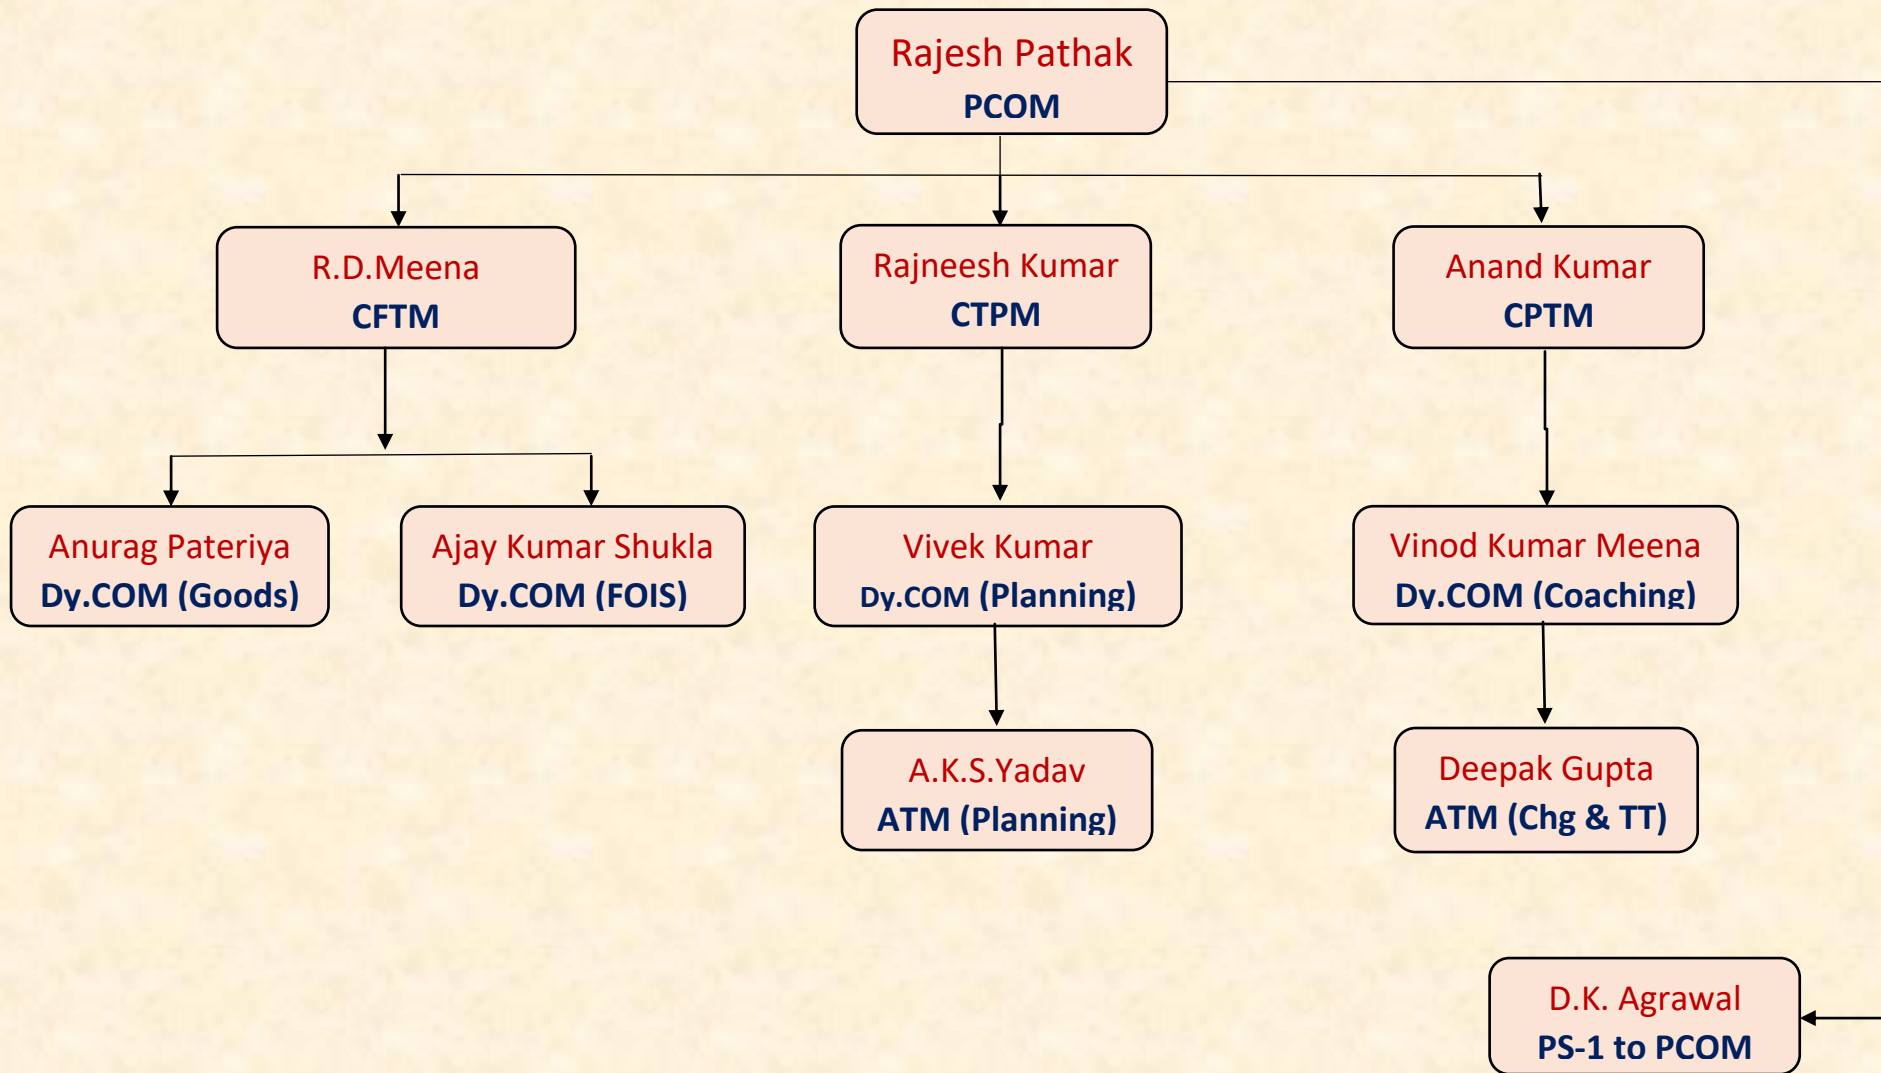 Rajesh Pathak
PCOM
R.D.Meena
CFTM
Rajneesh Kumar
CTPM
Anand Kumar
CPTM
Anurag Pateriya
Dy.COM (Goods)
Ajay Kumar Shukla
Dy.COM (FOIS)
Vivek Kumar
Dy.COM (Planning)
Vinod Kumar Meena
Dy.COM (Coaching)
A.K.S.Yadav
ATM (Planning)
Deepak Gupta
ATM (Chg & TT)
D.K. Agrawal
PS-1 to PCOM